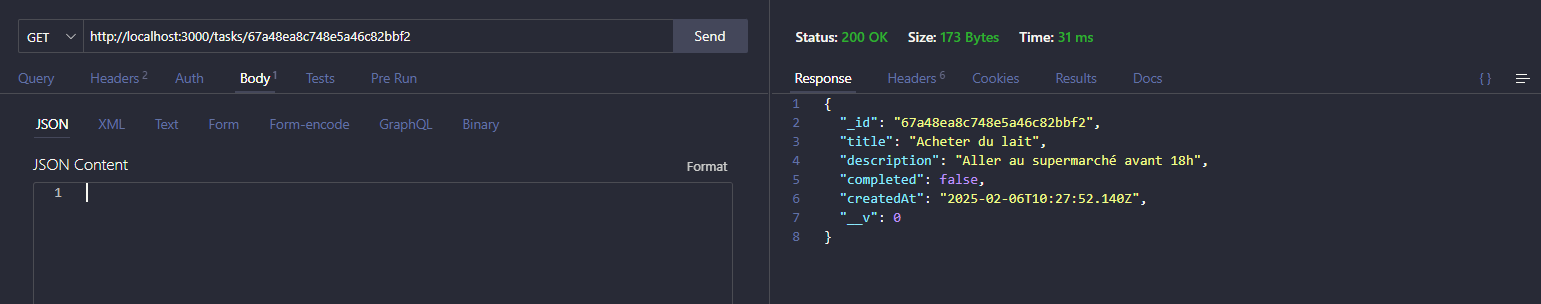 GET http://localhost:3000/tasks/67a48ea8c748e5a46c82bbf2 Send
Query Headers 2 Auth Body 1 Tests Pre Run
JSON XML Text Form Form-encode GraphQL Binary
JSON Content Format
1
Status: 200 OK Size: 173 Bytes Time: 31 ms
Response Headers 6 Cookies Results Docs { }
1 {
2 "_id": "67a48ea8c748e5a46c82bbf2",
3 "title": "Acheter du lait",
4 "description": "Aller au supermarché avant 18h",
5 "completed": false,
6 "createdAt": "2025-02-06T10:27:52.140Z",
7 "__v": 0
8 }